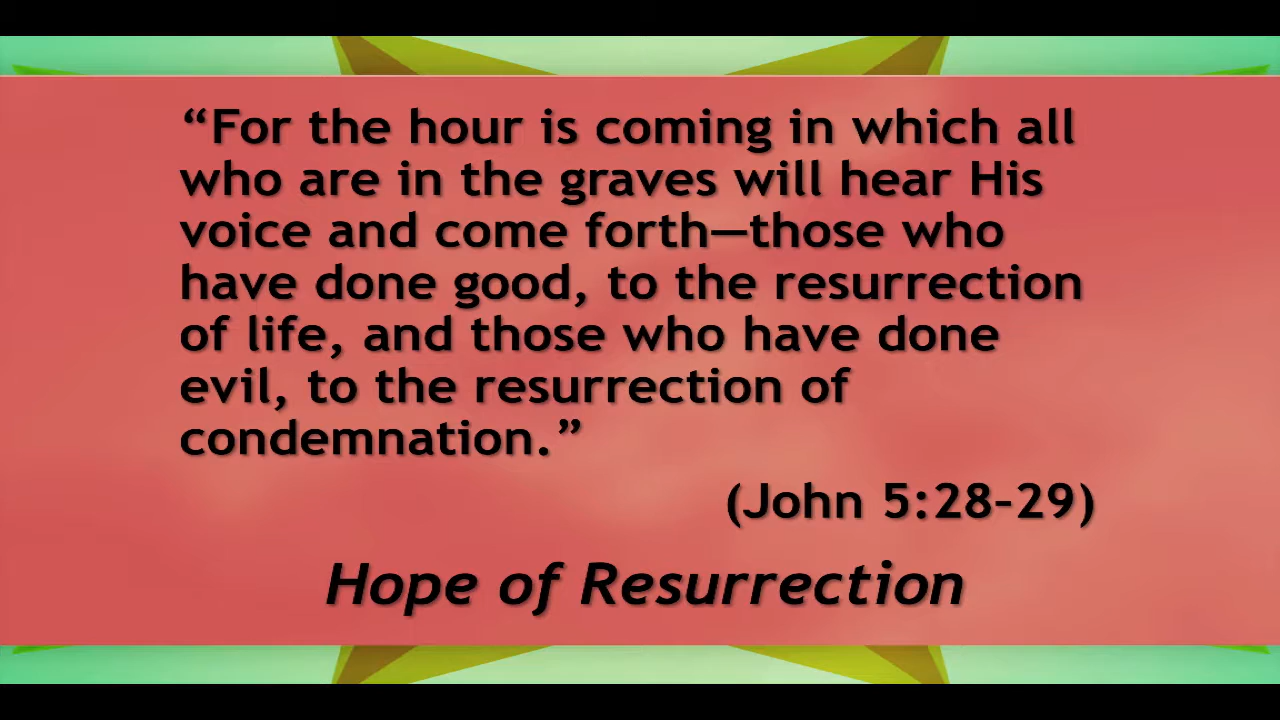 “For the hour is coming in which all
who are in the graves will hear His
voice and come forth—those who
have done good, to the resurrection
of life, and those who have done
evil, to the resurrection of
condemnation.”
(John 5:28–29)
Hope of Resurrection